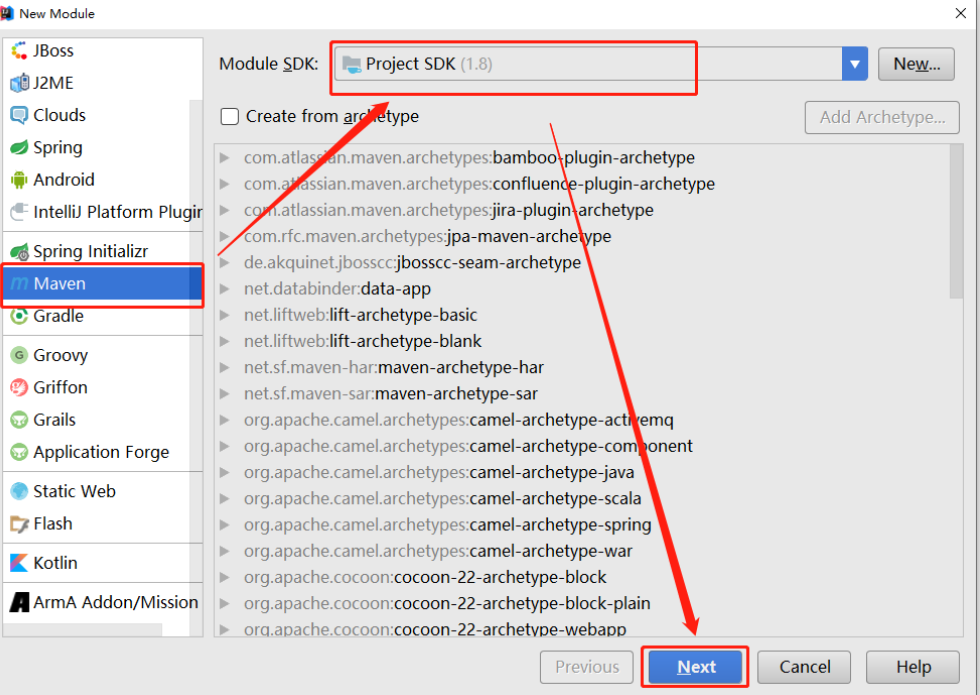 New Module
JBoss
J2ME
Clouds
Spring
Android
IntelliJ Platform Plugin
Spring Initializr
Maven
Gradle
Groovy
Griffon
Grails
Application Forge
Static Web
Flash
Kotlin
ArmA Addon/Mission
Module SDK: Project SDK (1.8) New...
Create from archetype Add Archetype...
com.atlassian.maven.archetypes:bamboo-plugin-archetype
com.atlassian.maven.archetypes:confluence-plugin-archetype
com.atlassian.maven.archetypes:jira-plugin-archetype
com.rfc.maven.archetypes:jpa-maven-archetype
de.akquinet.jbosscc:jbosscc-seam-archetype
net.databinder:data-app
net.liftweb:lift-archetype-basic
net.liftweb:lift-archetype-blank
net.sf.maven-har:maven-archetype-har
net.sf.maven-sar:maven-archetype-sar
org.apache.camel.archetypes:camel-archetype-activemq
org.apache.camel.archetypes:camel-archetype-component
org.apache.camel.archetypes:camel-archetype-java
org.apache.camel.archetypes:camel-archetype-scala
org.apache.camel.archetypes:camel-archetype-spring
org.apache.camel.archetypes:camel-archetype-war
org.apache.cocoon:cocoon-22-archetype-block
org.apache.cocoon:cocoon-22-archetype-block-plain
org.apache.cocoon:cocoon-22-archetype-webapp
Previous Next Cancel Help